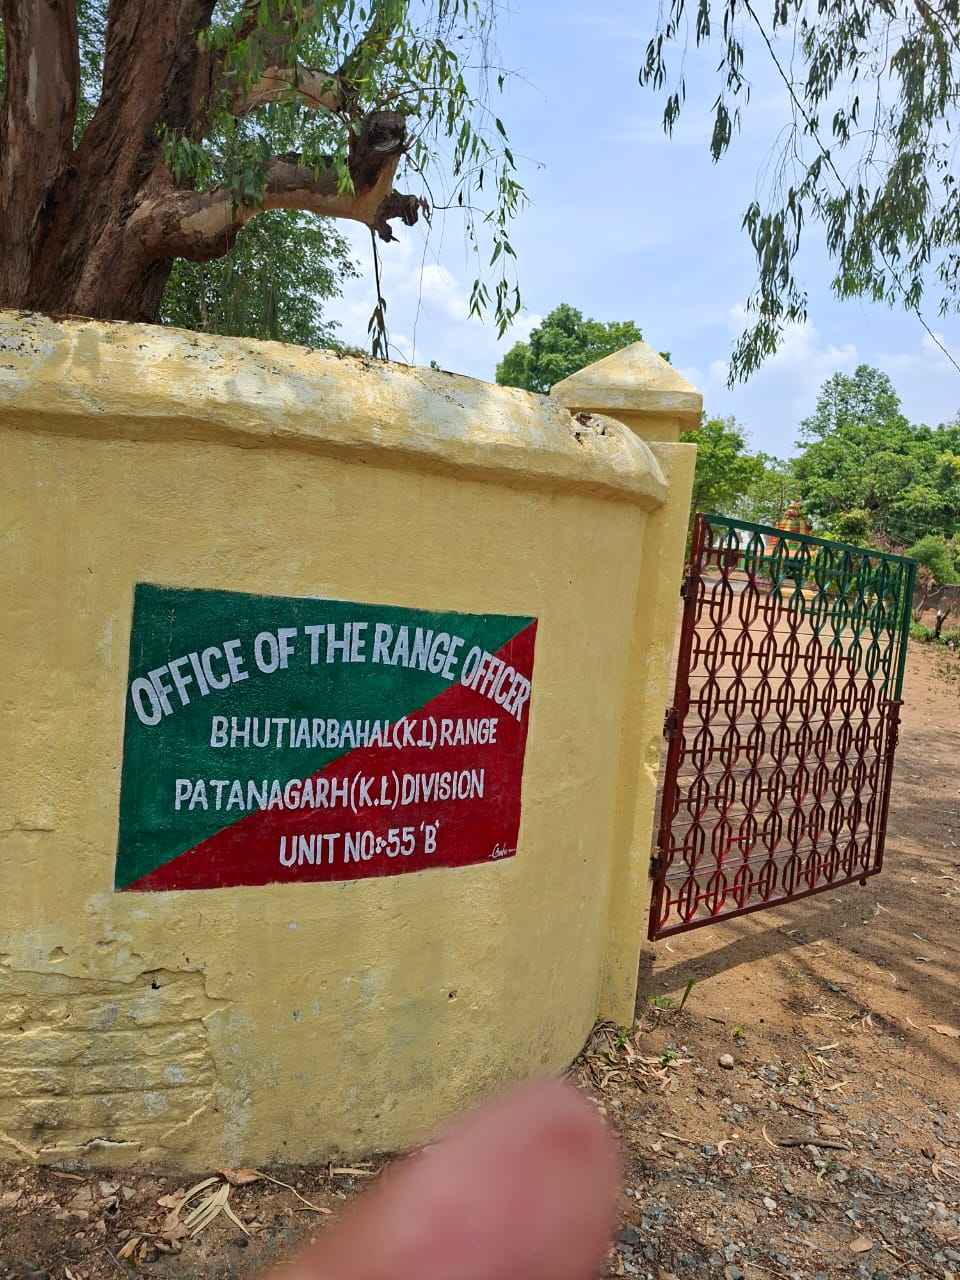 OFFICE OF THE RANGE OFFICER
BHUTIARBAHAL(K.L) RANGE
PATANAGARH(K.L) DIVISION
UNIT NO:-55 'B'